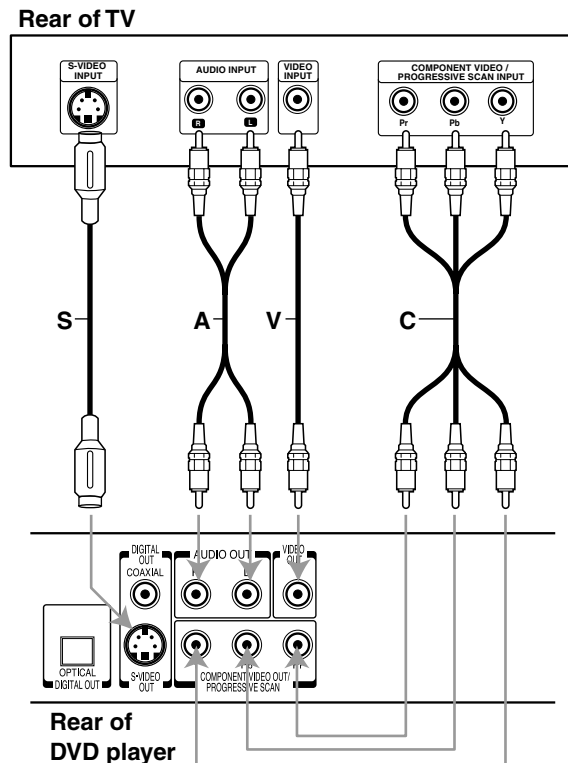 Rear of TV
S-VIDEO
INPUT
AUDIO INPUT
R
L
VIDEO
INPUT
COMPONENT VIDEO /
PROGRESSIVE SCAN INPUT
Pr
Pb
Y
S
A
V
C
DIGITAL
OUT
COAXIAL
AUDIO OUT
VIDEO
OUT
OPTICAL
DIGITAL OUT
S-VIDEO
OUT
COMPONENT VIDEO OUT/
PROGRESSIVE SCAN
Rear of
DVD player